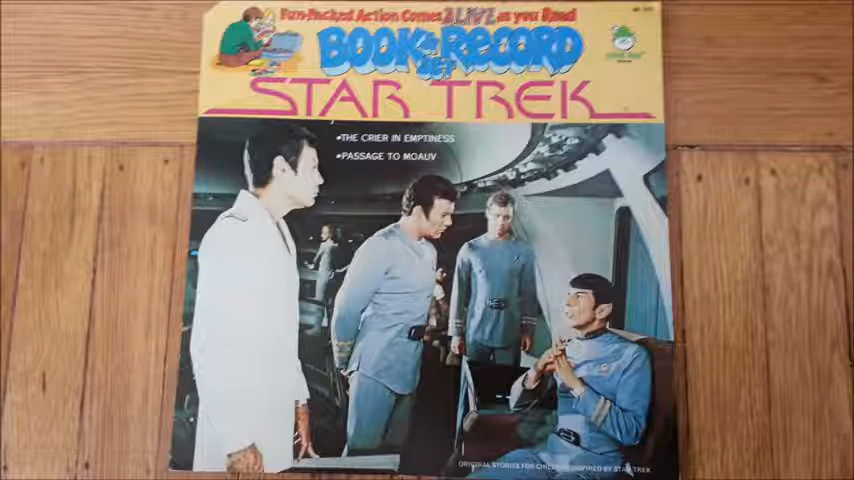 Fun-Packed Action Comes ALIVE as you Read
BOOK & RECORD
SET
STAR TREK
•THE CRIER IN EMPTINESS
•PASSAGE TO MOAUV
ORIGINAL STORIES FOR CHILDREN INSPIRED BY STAR TREK